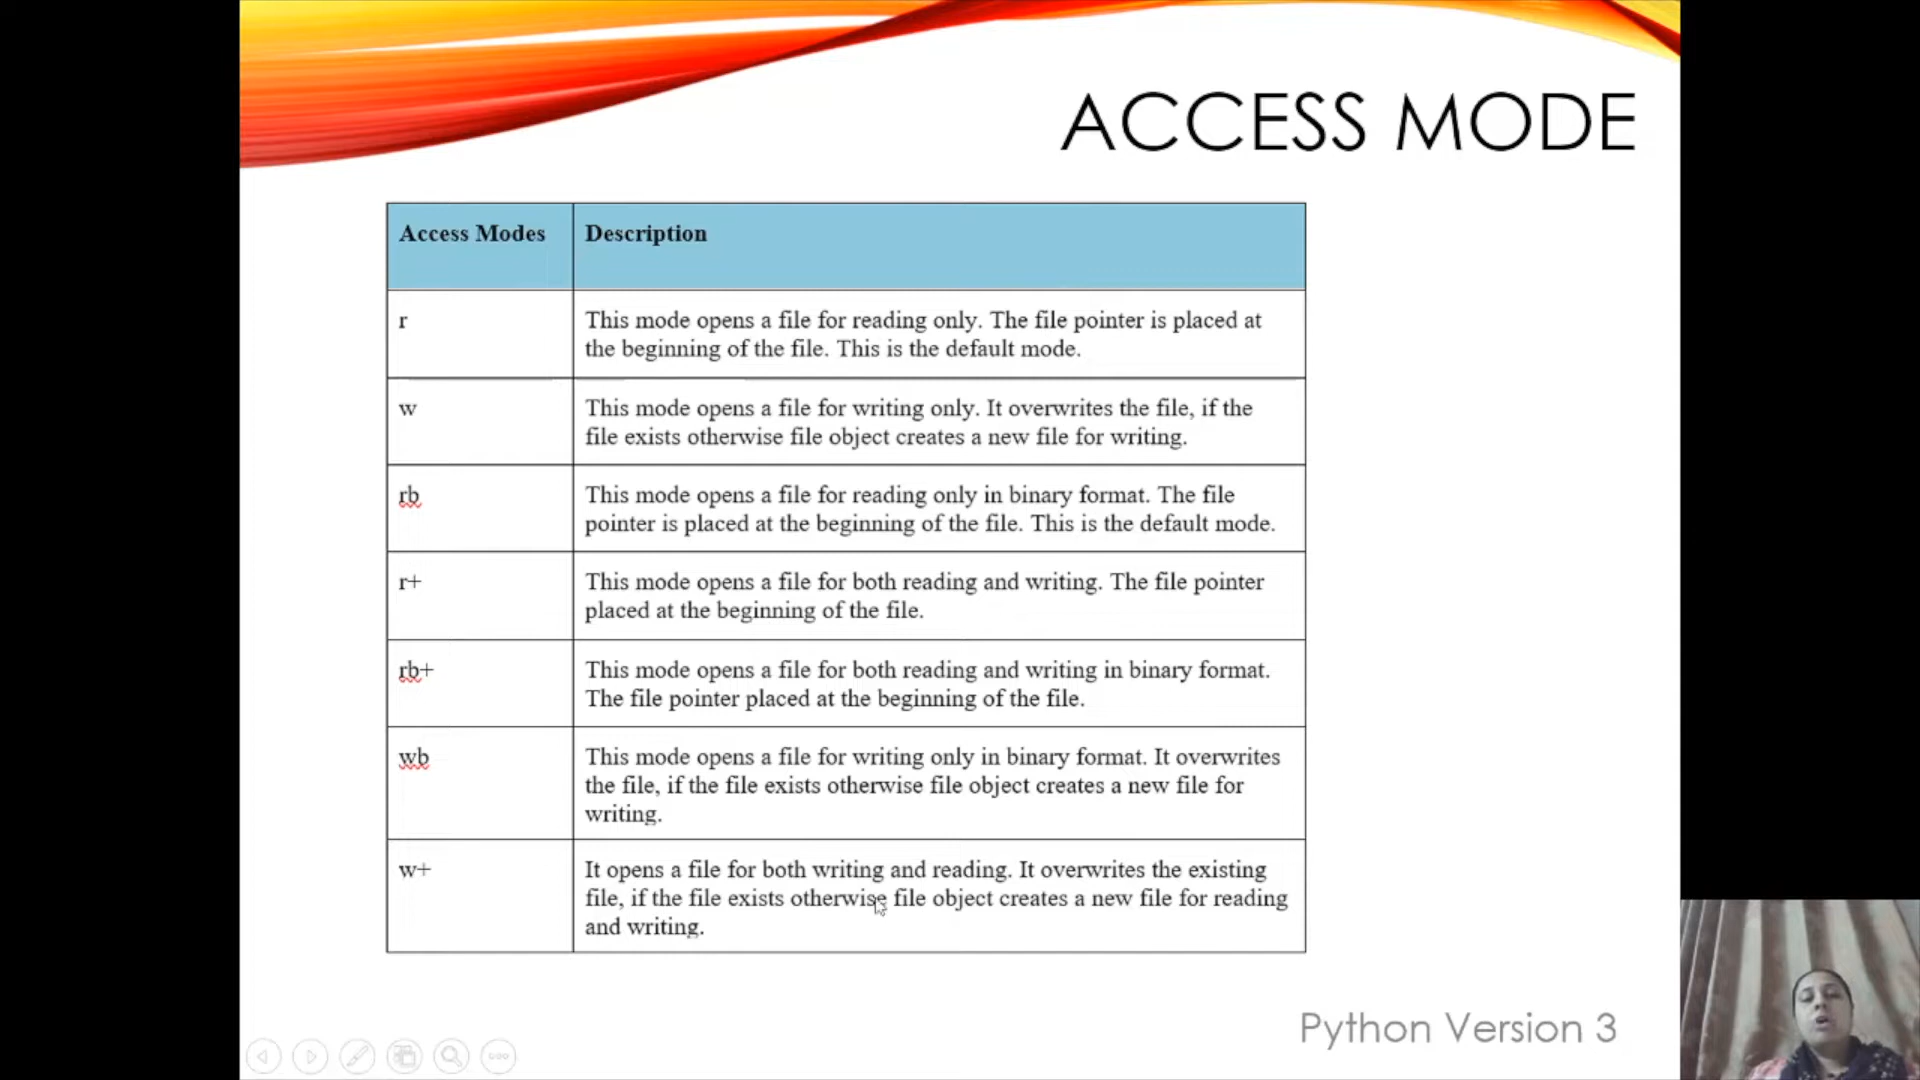 ACCESS MODE
Access Modes
Description
r
This mode opens a file for reading only. The file pointer is placed at
the beginning of the file. This is the default mode.
w
This mode opens a file for writing only. It overwrites the file, if the
file exists otherwise file object creates a new file for writing.
rb
This mode opens a file for reading only in binary format. The file
pointer is placed at the beginning of the file. This is the default mode.
r+
This mode opens a file for both reading and writing. The file pointer
placed at the beginning of the file.
rb+
This mode opens a file for both reading and writing in binary format.
The file pointer placed at the beginning of the file.
wb
This mode opens a file for writing only in binary format. It overwrites
the file, if the file exists otherwise file object creates a new file for
writing.
w+
It opens a file for both writing and reading. It overwrites the existing
file, if the file exists otherwise file object creates a new file for reading
and writing.
Python Version 3